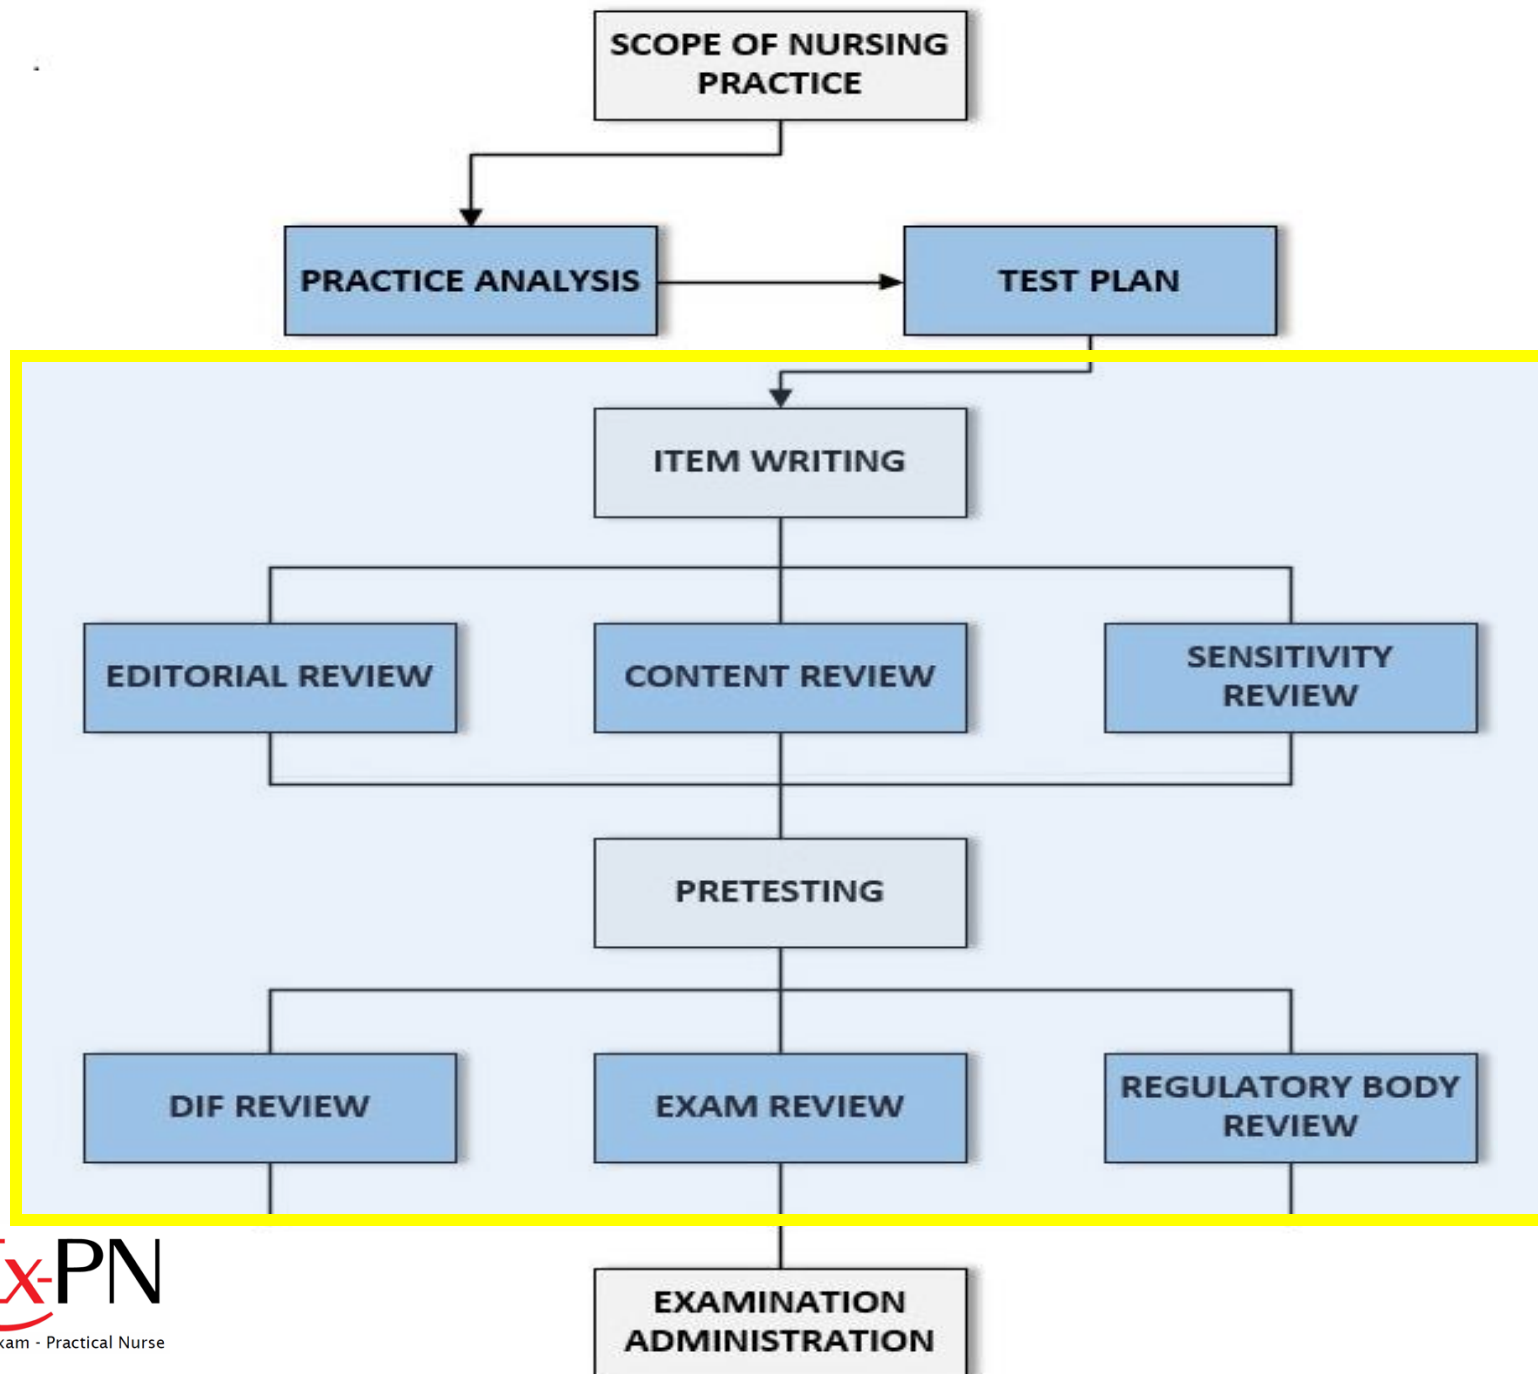 SCOPE OF NURSING
PRACTICE
PRACTICE ANALYSIS
TEST PLAN
ITEM WRITING
EDITORIAL REVIEW
CONTENT REVIEW
SENSITIVITY
REVIEW
PRETESTING
DIF REVIEW
EXAM REVIEW
REGULATORY BODY
REVIEW
x-PN
xam - Practical Nurse
EXAMINATION
ADMINISTRATION